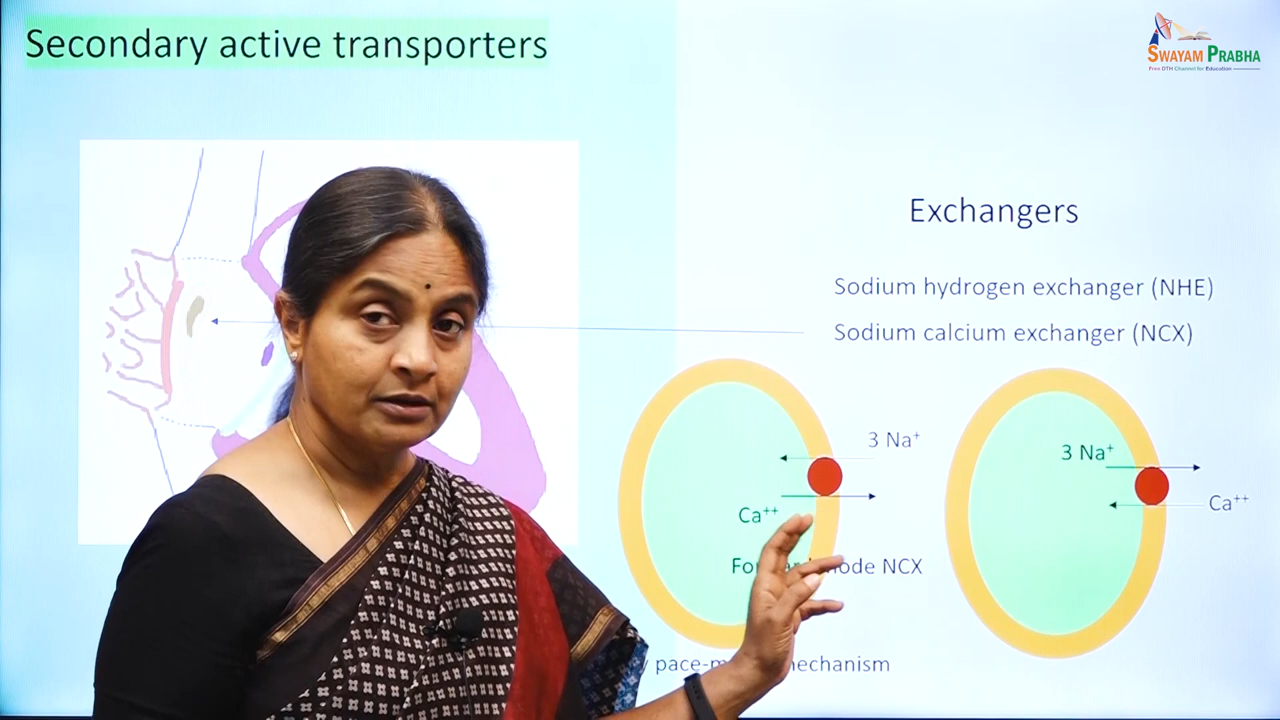 Secondary active transporters
SWAYAM PRABHA
Free DTH Channel for Education
Exchangers
Sodium hydrogen exchanger (NHE)
Sodium calcium exchanger (NCX)
3 Na⁺
Ca⁺⁺
mode NCX
3 Na⁺
Ca⁺⁺
mechanism